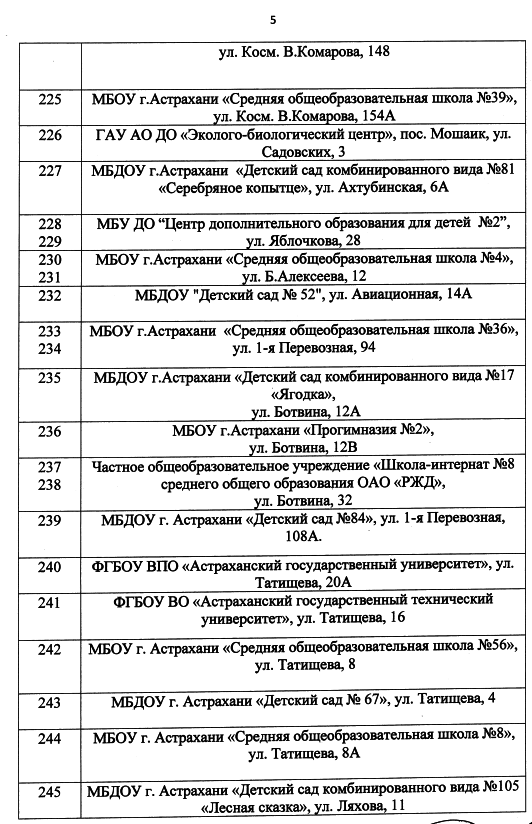 5
ул. Косм. В.Комарова, 148
225 МБОУ г.Астрахани «Средняя общеобразовательная школа №39»,
ул. Косм. В.Комарова, 154А
226 ГАУ АО ДО «Эколого-биологический центр», пос. Мошаик, ул.
Садовских, 3
227 МБДОУ г.Астрахани «Детский сад комбинированного вида №81
«Серебряное копытце», ул. Ахтубинская, 6А
228 МБУ ДО “Центр дополнительного образования для детей №2”,
229 ул. Яблочкова, 28
230 МБОУ г.Астрахани «Средняя общеобразовательная школа №4»,
231 ул. Б.Алексеева, 12
232 МБДОУ "Детский сад № 52", ул. Авиационная, 14А
233 МБОУ г.Астрахани «Средняя общеобразовательная школа №36»,
234 ул. 1-я Перевозная, 94
235 МБДОУ г.Астрахани «Детский сад комбинированного вида №17
«Ягодка»,
ул. Ботвина, 12А
236 МБОУ г.Астрахани «Прогимназия №2»,
ул. Ботвина, 12В
237 Частное общеобразовательное учреждение «Школа-интернат №8
238 среднего общего образования ОАО «РЖД»,
ул. Ботвина, 32
239 МБДОУ г. Астрахани «Детский сад №84», ул. 1-я Перевозная,
108А.
240 ФГБОУ ВПО «Астраханский государственный университет», ул.
Татищева, 20А
241 ФГБОУ ВО «Астраханский государственный технический
университет», ул. Татищева, 16
242 МБОУ г. Астрахани «Средняя общеобразовательная школа №56»,
ул. Татищева, 8
243 МБДОУ г. Астрахани «Детский сад № 67», ул. Татищева, 4
244 МБОУ г. Астрахани «Средняя общеобразовательная школа №8»,
ул. Татищева, 8А
245 МБДОУ г. Астрахани «Детский сад комбинированного вида №105
«Лесная сказка», ул. Ляхова, 11